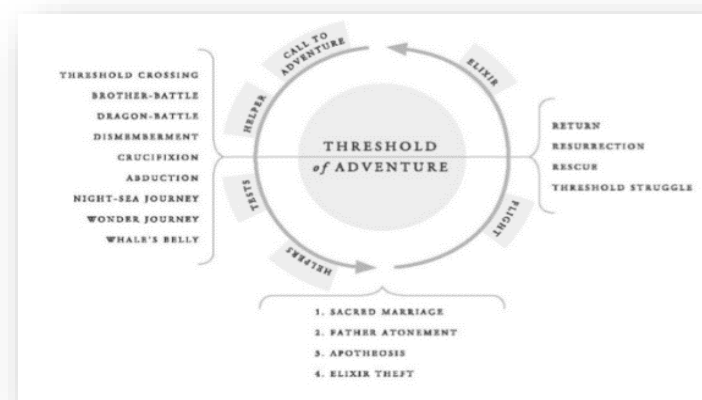 CALL TO
ADVENTURE
HELPER
TESTS
HELPERS
FLIGHT
ELIXIR
THRESHOLD
of ADVENTURE
THRESHOLD CROSSING
BROTHER-BATTLE
DRAGON-BATTLE
DISMEMBERMENT
CRUCIFIXION
ABDUCTION
NIGHT-SEA JOURNEY
WONDER JOURNEY
WHALE'S BELLY
RETURN
RESURRECTION
RESCUE
THRESHOLD STRUGGLE
1. SACRED MARRIAGE
2. FATHER ATONEMENT
3. APOTHEOSIS
4. ELIXIR THEFT